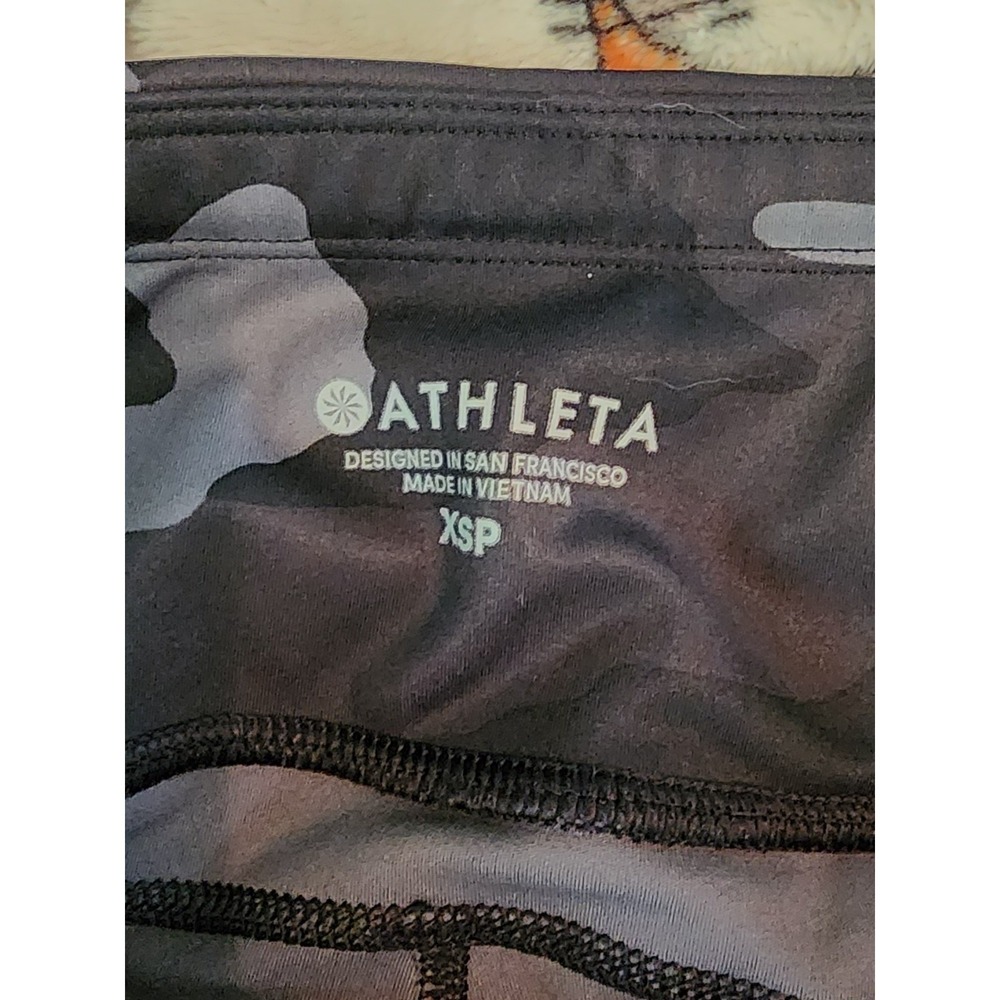 ATHLETA
DESIGNED IN SAN FRANCISCO
MADE IN VIETNAM
XSP